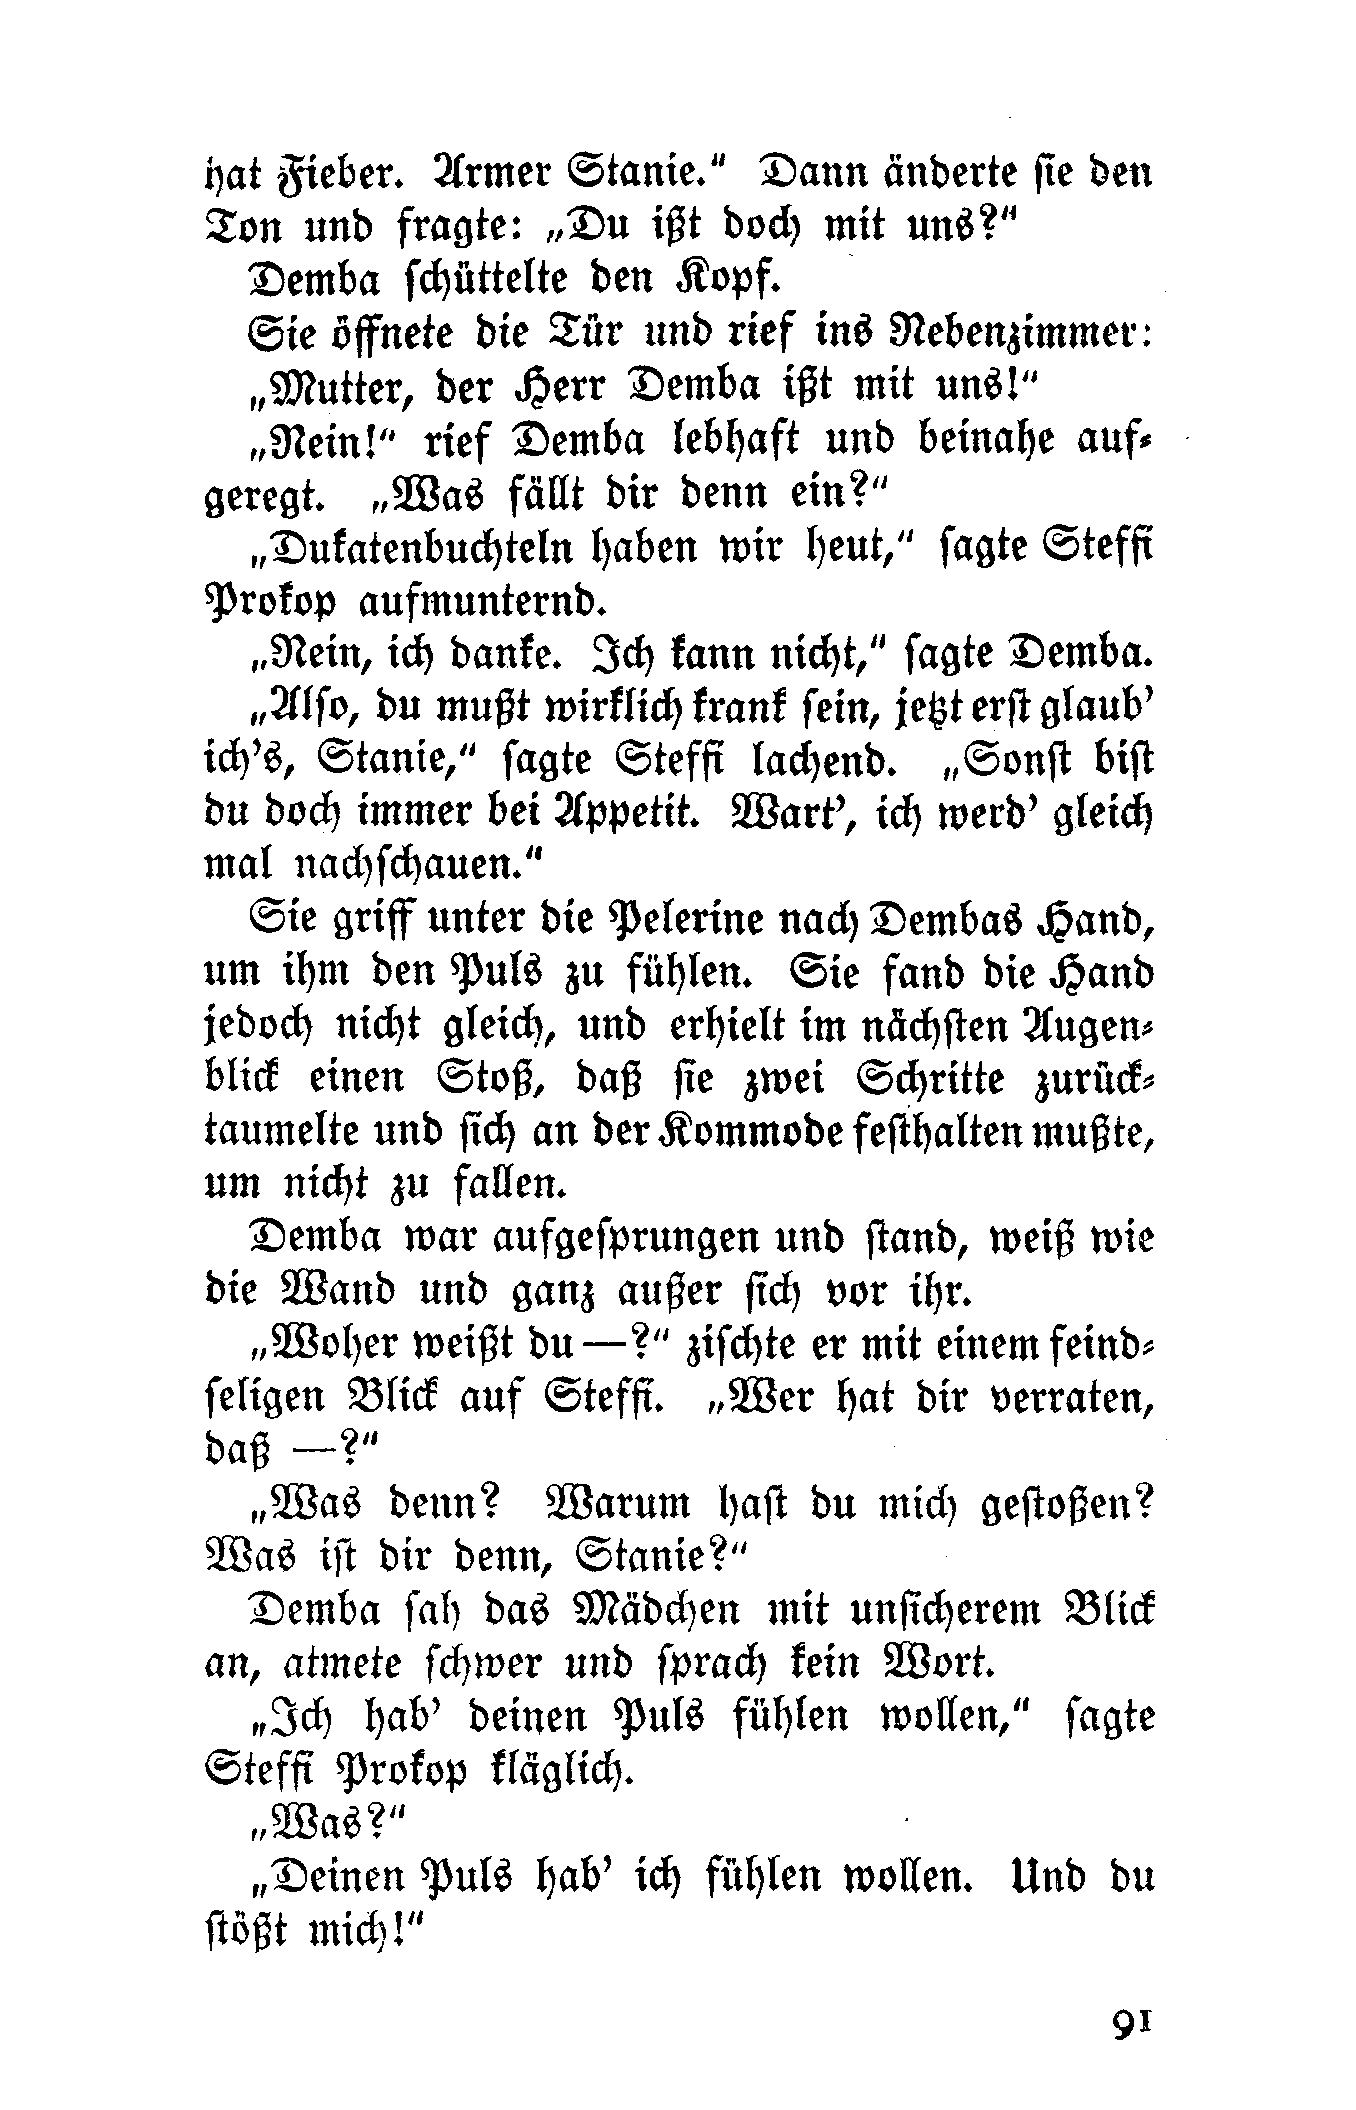 hat Fieber. Armer Stanie.“ Dann änderte ſie den
Ton und fragte: „Du ißt doch mit uns?“
Demba ſchüttelte den Kopf.
Sie öffnete die Tür und rief ins Nebenzimmer:
„Mutter, der Herr Demba ißt mit uns!“
„Nein!“ rief Demba lebhaft und beinahe auf⸗
geregt. „Was fällt dir denn ein?“
„Dukatenbuchteln haben wir heut,“ ſagte Steffi
Prokop aufmunternd.
„Nein, ich danke. Ich kann nicht,“ ſagte Demba.
„Alſo, du mußt wirklich krank ſein, jetzt erſt glaub’
ich’s, Stanie,“ ſagte Steffi lachend. „Sonſt biſt
du doch immer bei Appetit. Wart’, ich werd’ gleich
mal nachſchauen.“
Sie griff unter die Pelerine nach Dembas Hand,
um ihm den Puls zu fühlen. Sie fand die Hand
jedoch nicht gleich, und erhielt im nächſten Augen⸗
blick einen Stoß, daß ſie zwei Schritte zurück⸗
taumelte und ſich an der Kommode feſthalten mußte,
um nicht zu fallen.
Demba war aufgeſprungen und ſtand, weiß wie
die Wand und ganz außer ſich vor ihr.
„Woher weißt du —?“ ziſchte er mit einem feind⸗
ſeligen Blick auf Steffi. „Wer hat dir verraten,
daß —?“
„Was denn? Warum haſt du mich geſtoßen?
Was iſt dir denn, Stanie?“
Demba ſah das Mädchen mit unſicherem Blick
an, atmete ſchwer und ſprach kein Wort.
„Ich hab’ deinen Puls fühlen wollen,“ ſagte
Steffi Prokop kläglich.
„Was?“
„Deinen Puls hab’ ich fühlen wollen. Und du
ſtößt mich!“
91